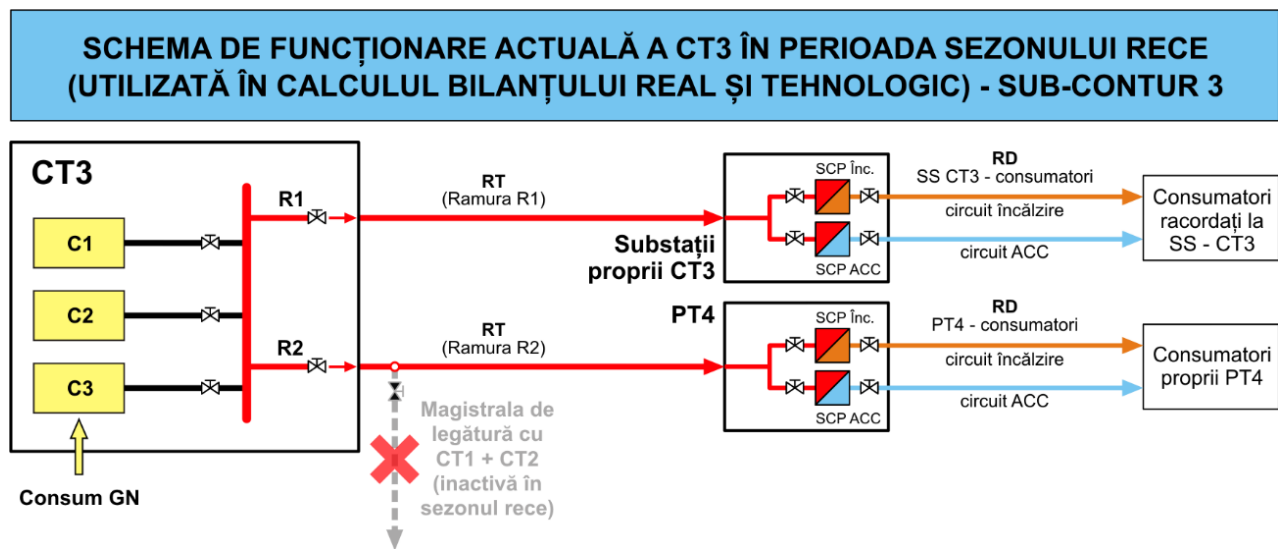 SCHEMA DE FUNCȚIONARE ACTUALĂ A CT3 ÎN PERIOADA SEZONULUI RECE
(UTILIZATĂ ÎN CALCULUL BILANȚULUI REAL ȘI TEHNOLOGIC) - SUB-CONTUR 3
CT3
C1
C2
C3
Consum GN
R1
R2
RT
(Ramura R1)
RT
(Ramura R2)
Magistrala de
legătură cu
CT1 + CT2
(inactivă în
sezonul rece)
Substații
proprii CT3
SCP Înc.
SCP ACC
PT4
SCP Înc.
SCP ACC
RD
SS CT3 - consumatori
circuit încălzire
circuit ACC
RD
PT4 - consumatori
circuit încălzire
circuit ACC
Consumatori
racordați la
SS - CT3
Consumatori
proprii PT4